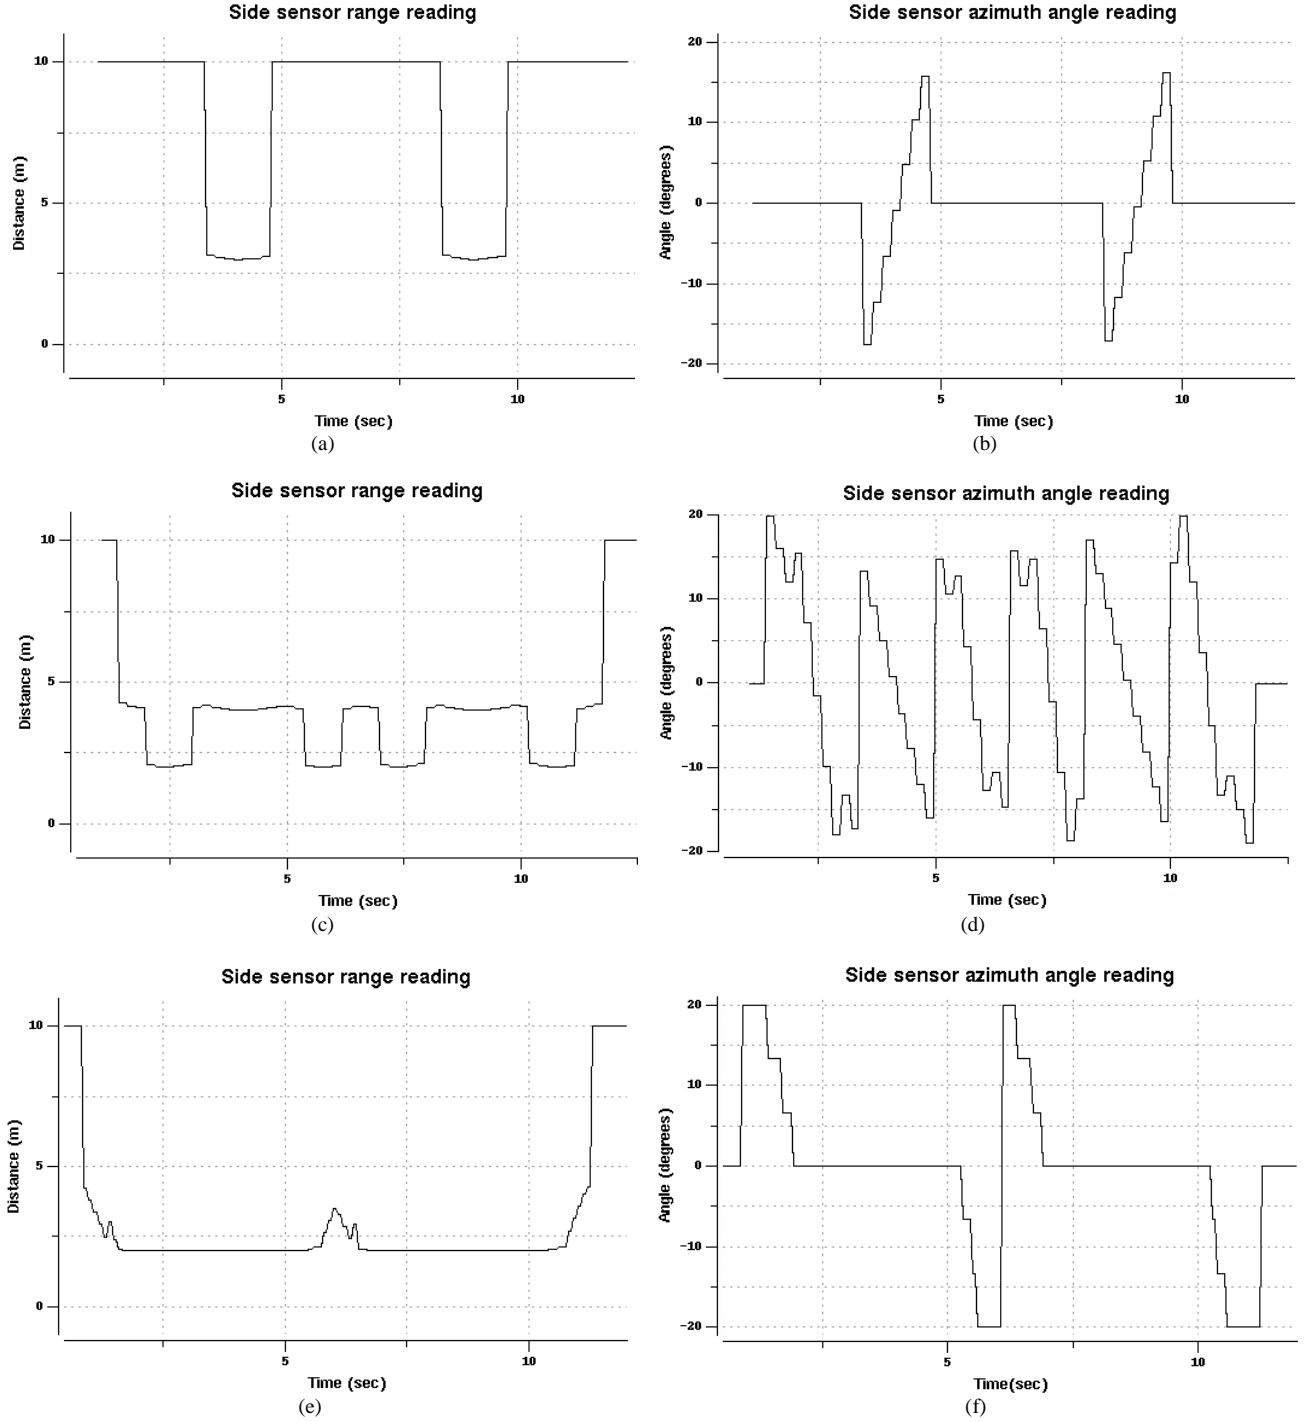 Side sensor range reading
10
5
0
Distance (m)
5
10
Time (sec)
(a)
Side sensor azimuth angle reading
20
10
0
-10
-20
Angle (degrees)
5
10
Time (sec)
(b)
Side sensor range reading
10
5
0
Distance (m)
5
10
Time (sec)
(c)
Side sensor azimuth angle reading
20
10
0
-10
-20
Angle (degrees)
5
10
Time (sec)
(d)
Side sensor range reading
10
5
0
Distance (m)
5
10
Time (sec)
(e)
Side sensor azimuth angle reading
20
10
0
-10
-20
Angle (degrees)
5
10
Time(sec)
(f)